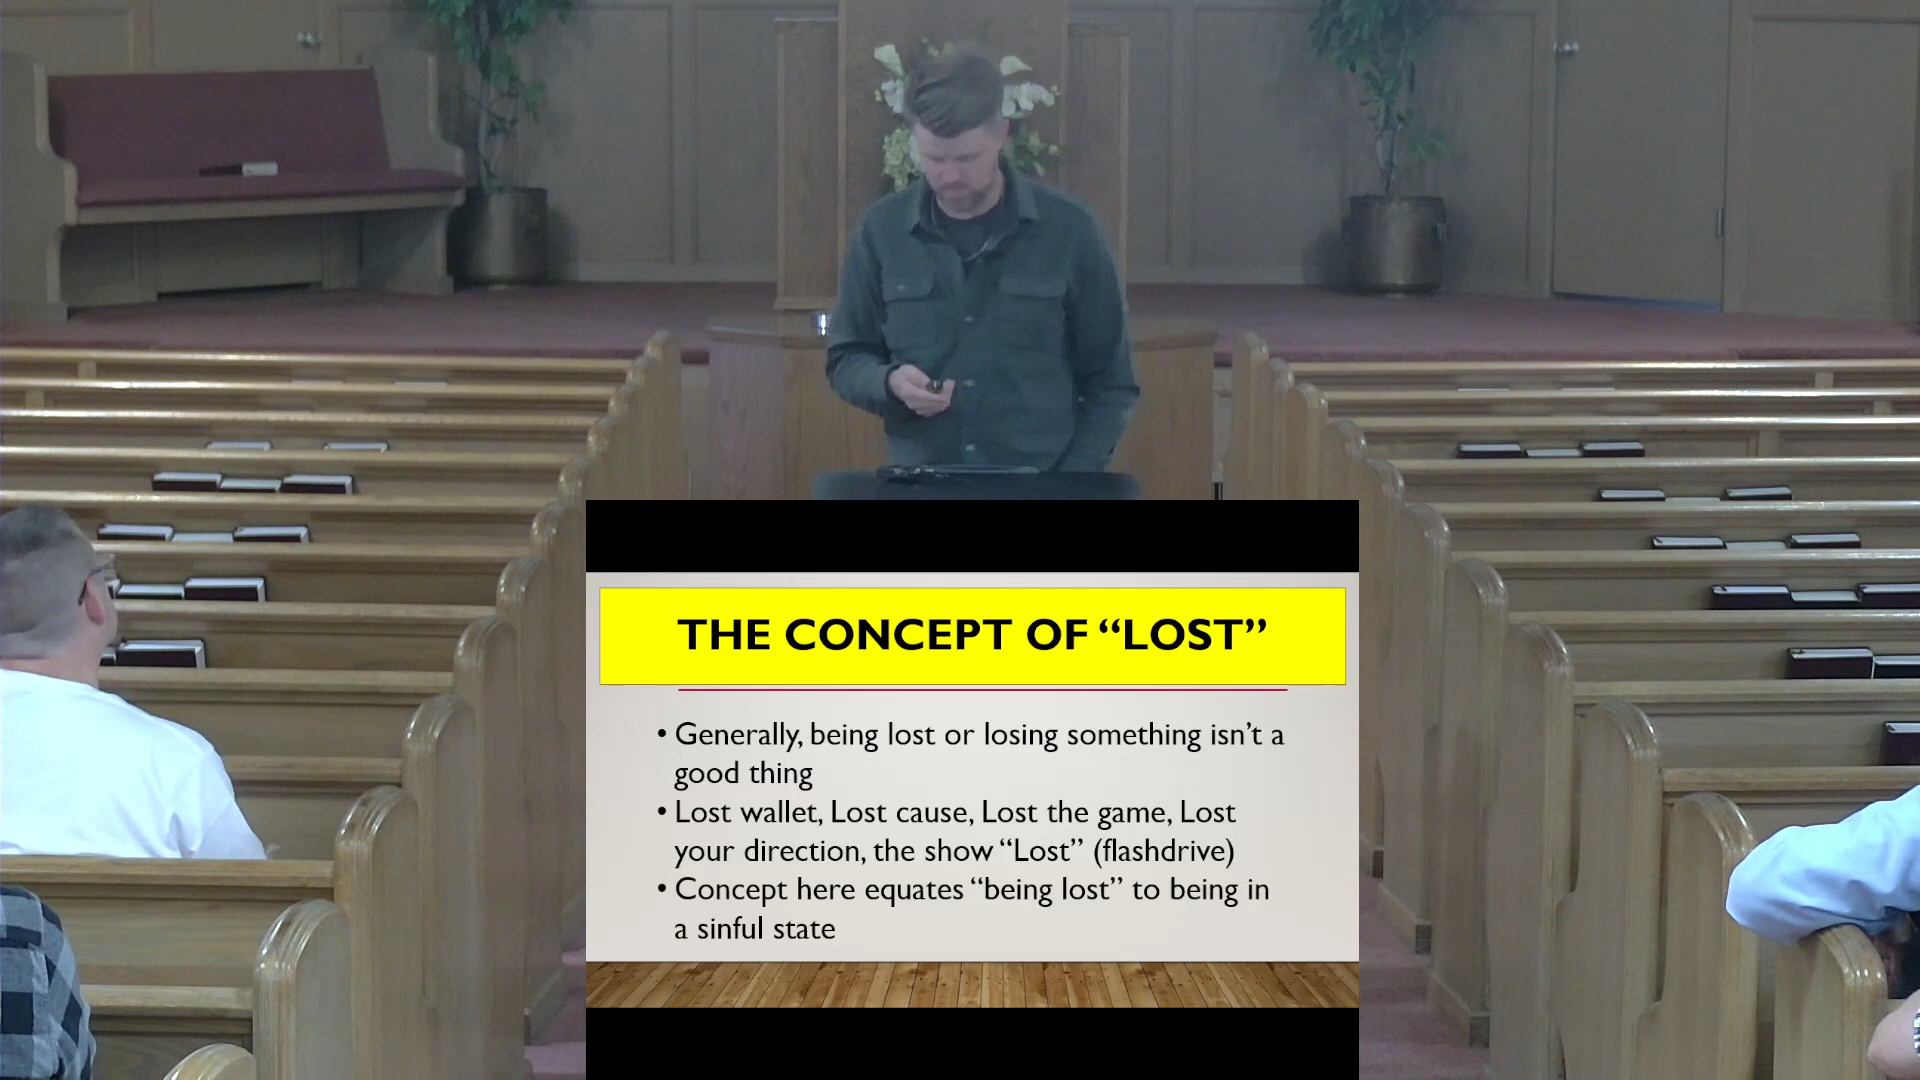 THE CONCEPT OF “LOST”
• Generally, being lost or losing something isn’t a
good thing
• Lost wallet, Lost cause, Lost the game, Lost
your direction, the show “Lost” (flashdrive)
• Concept here equates “being lost” to being in
a sinful state